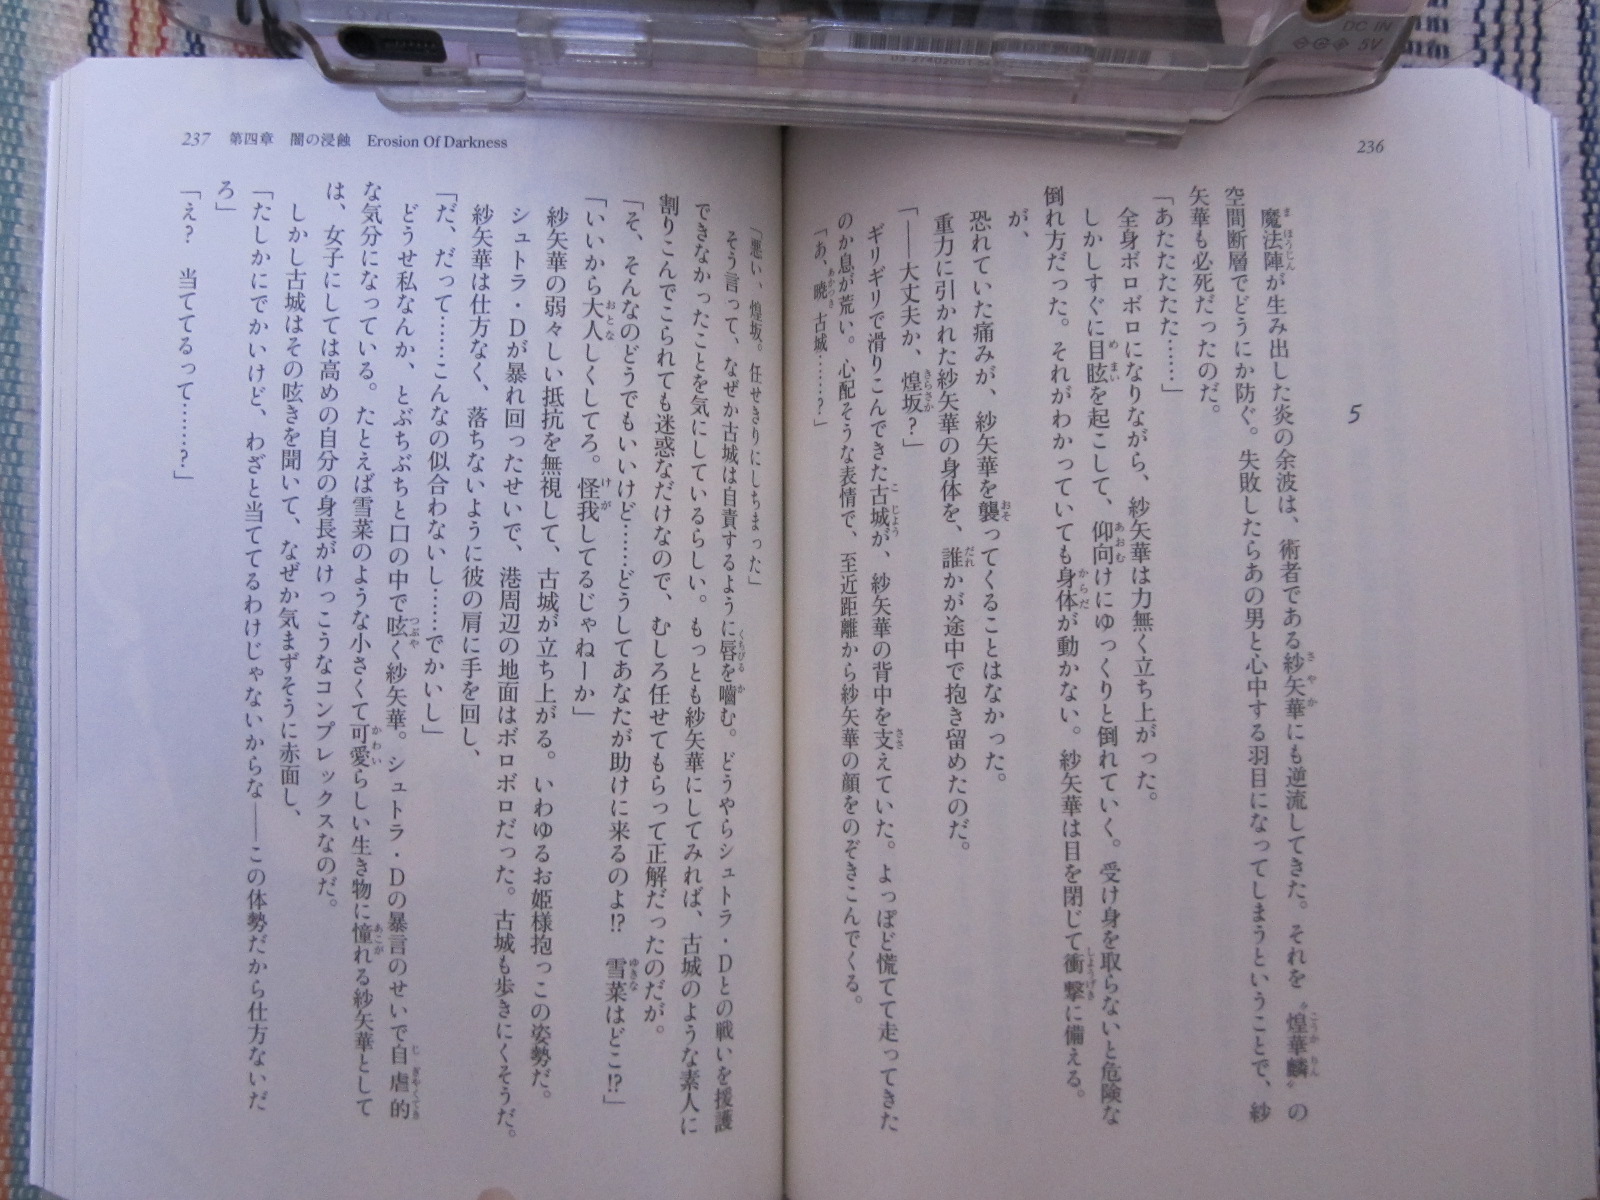 DC IN
5V
236
5
魔法陣が生み出した炎の余波は、術者である紗矢華にも逆流してきた。それを〝煌華麟〟の
空間断層でどうにか防ぐ。失敗したらあの男と心中する羽目になってしまうということで、紗
矢華も必死だったのだ。
「あたたたたた……」
全身ボロボロになりながら、紗矢華は力無く立ち上がった。
しかしすぐに目眩を起こして、仰向けにゆっくりと倒れていく。受け身を取らないと危険な
倒れ方だった。それがわかっていても身体が動かない。紗矢華は目を閉じて衝撃に備える。
が、
恐れていた痛みが、紗矢華を襲ってくることはなかった。
重力に引かれた紗矢華の身体を、誰かが途中で抱き留めたのだ。
「――大丈夫か、煌坂?」
ギリギリで滑りこんできた古城が、紗矢華の背中を支えていた。よっぽど慌てて走ってきた
のか息が荒い。心配そうな表情で、至近距離から紗矢華の顔をのぞきこんでくる。
「あ、暁古城……?」
237 第四章 闇の浸蝕 Erosion Of Darkness
「悪い、煌坂。任せきりにしちまった」
そう言って、なぜか古城は自責するように唇を嚙む。どうやらシュトラ・Dとの戦いを援護
できなかったことを気にしているらしい。もっとも紗矢華にしてみれば、古城のような素人に
割りこんでこられても迷惑なだけなので、むしろ任せてもらって正解だったのだが。
「そ、そんなのどうでもいいけど……どうしてあなたが助けに来るのよ!? 雪菜はどこ!?」
「いいから大人しくしてろ。怪我してるじゃねーか」
紗矢華の弱々しい抵抗を無視して、古城が立ち上がる。いわゆるお姫様抱っこの姿勢だ。
シュトラ・Dが暴れ回ったせいで、港周辺の地面はボロボロだった。古城も歩きにくそうだ。
紗矢華は仕方なく、落ちないように彼の肩に手を回し、
「だ、だって……こんなの似合わないし……でかいし」
どうせ私なんか、とぶちぶちと口の中で呟く紗矢華。シュトラ・Dの暴言のせいで自虐的
な気分になっている。たとえば雪菜のような小さくて可愛らしい生き物に憧れる紗矢華として
は、女子にしては高めの自分の身長がけっこうなコンプレックスなのだ。
しかし古城はその呟きを聞いて、なぜか気まずそうに赤面し、
「たしかにでかいけど、わざと当ててるわけじゃないからな――この体勢だから仕方ないだ
ろ」
「え? 当ててるって………?」